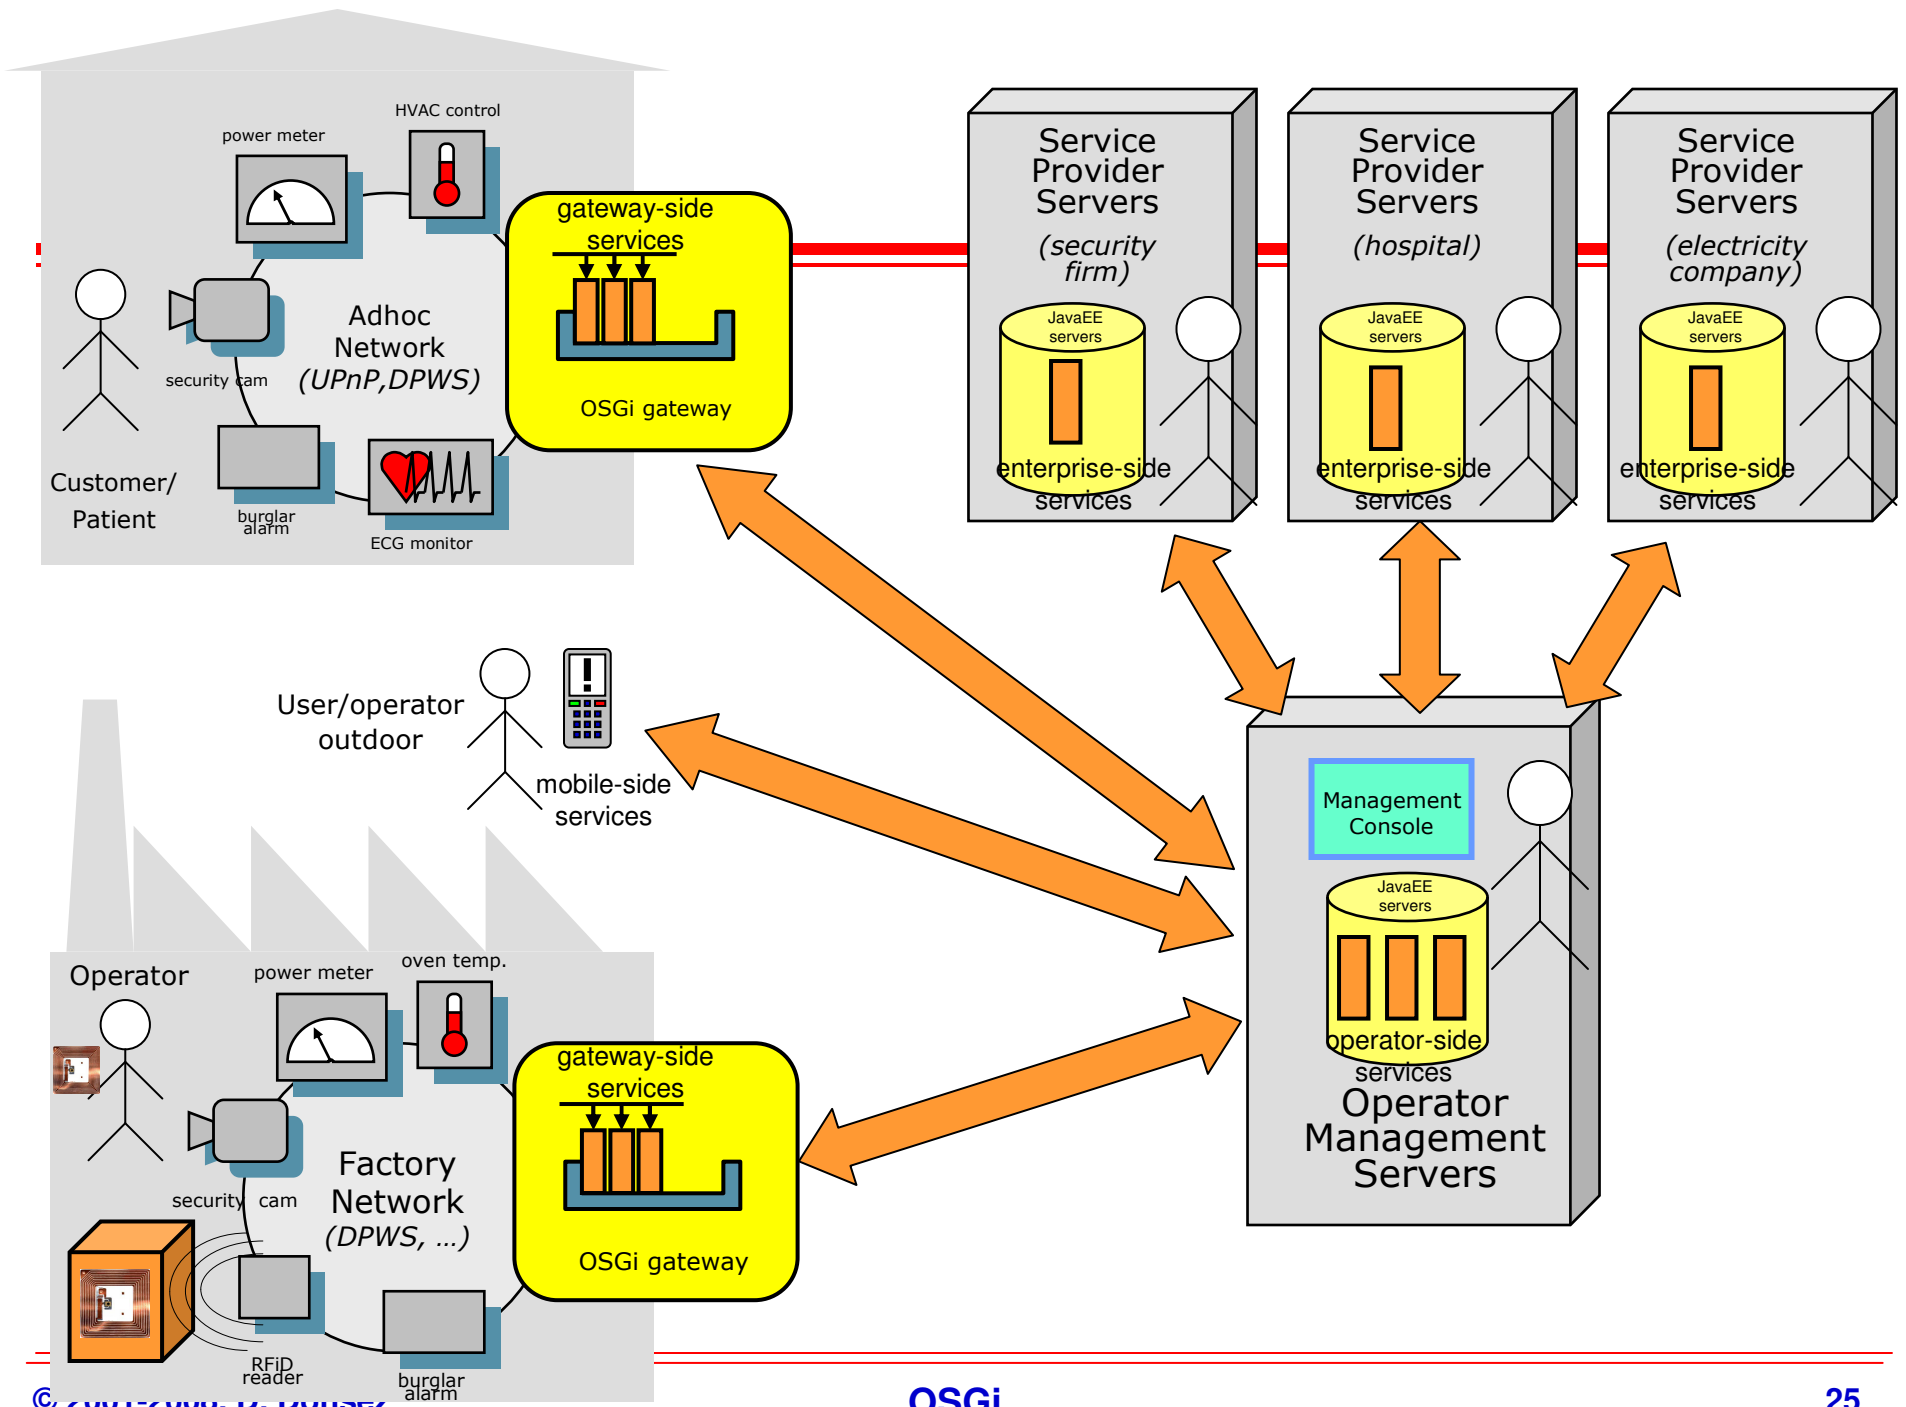 HVAC control
power meter
gateway-side
services
Adhoc
Network
(UPnP,DPWS)
security cam
OSGi gateway
Customer/
Patient
burglar
alarm
ECG monitor
Service
Provider
Servers
(security
firm)
JavaEE
servers
enterprise-side
services
Service
Provider
Servers
(hospital)
JavaEE
servers
enterprise-side
services
Service
Provider
Servers
(electricity
company)
JavaEE
servers
enterprise-side
services
User/operator
outdoor
mobile-side
services
Management
Console
JavaEE
servers
operator-side
services
Operator
Management
Servers
Operator
power meter
oven temp.
gateway-side
services
Factory
Network
(DPWS, ...)
security cam
OSGi gateway
RFiD
reader
burglar
alarm
OSGi
25